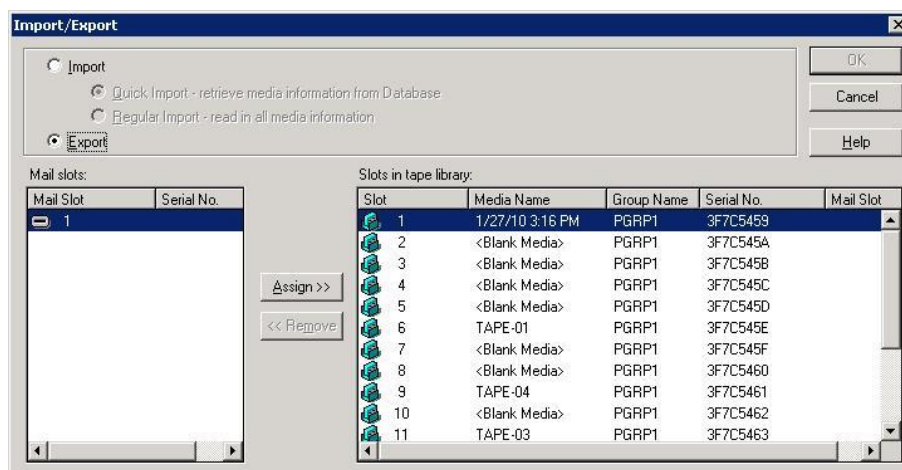 Import/Export
Import
Quick Import - retrieve media information from Database
Regular Import - read in all media information
Export
OK
Cancel
Help
Mail slots:
Mail Slot Serial No.
1
Assign >>
<< Remove
Slots in tape library:
Slot Media Name Group Name Serial No. Mail Slot
1 1/27/10 3:16 PM PGRP1 3F7C5459
2 <Blank Media> PGRP1 3F7C545A
3 <Blank Media> PGRP1 3F7C545B
4 <Blank Media> PGRP1 3F7C545C
5 <Blank Media> PGRP1 3F7C545D
6 TAPE-01 PGRP1 3F7C545E
7 <Blank Media> PGRP1 3F7C545F
8 <Blank Media> PGRP1 3F7C5460
9 TAPE-04 PGRP1 3F7C5461
10 <Blank Media> PGRP1 3F7C5462
11 TAPE-03 PGRP1 3F7C5463